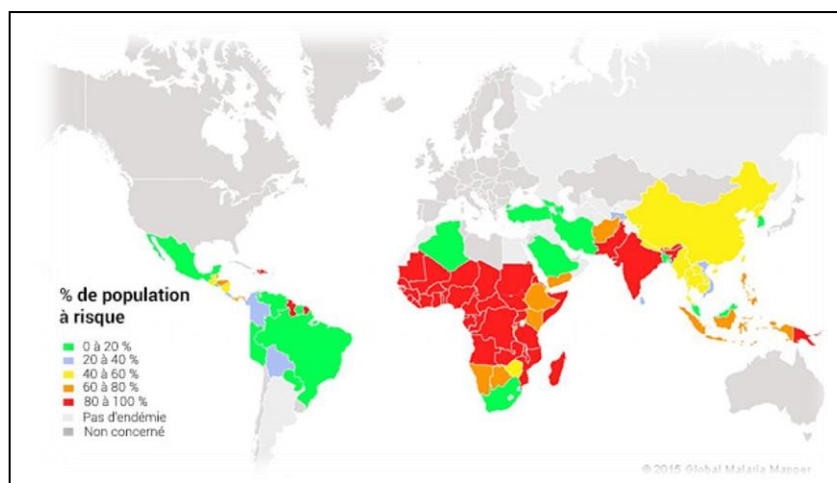 % de population
à risque
0 à 20 %
20 à 40 %
40 à 60 %
60 à 80 %
80 à 100 %
Pas d'endémie
Non concerné
© 2015 Global Malaria Mapper